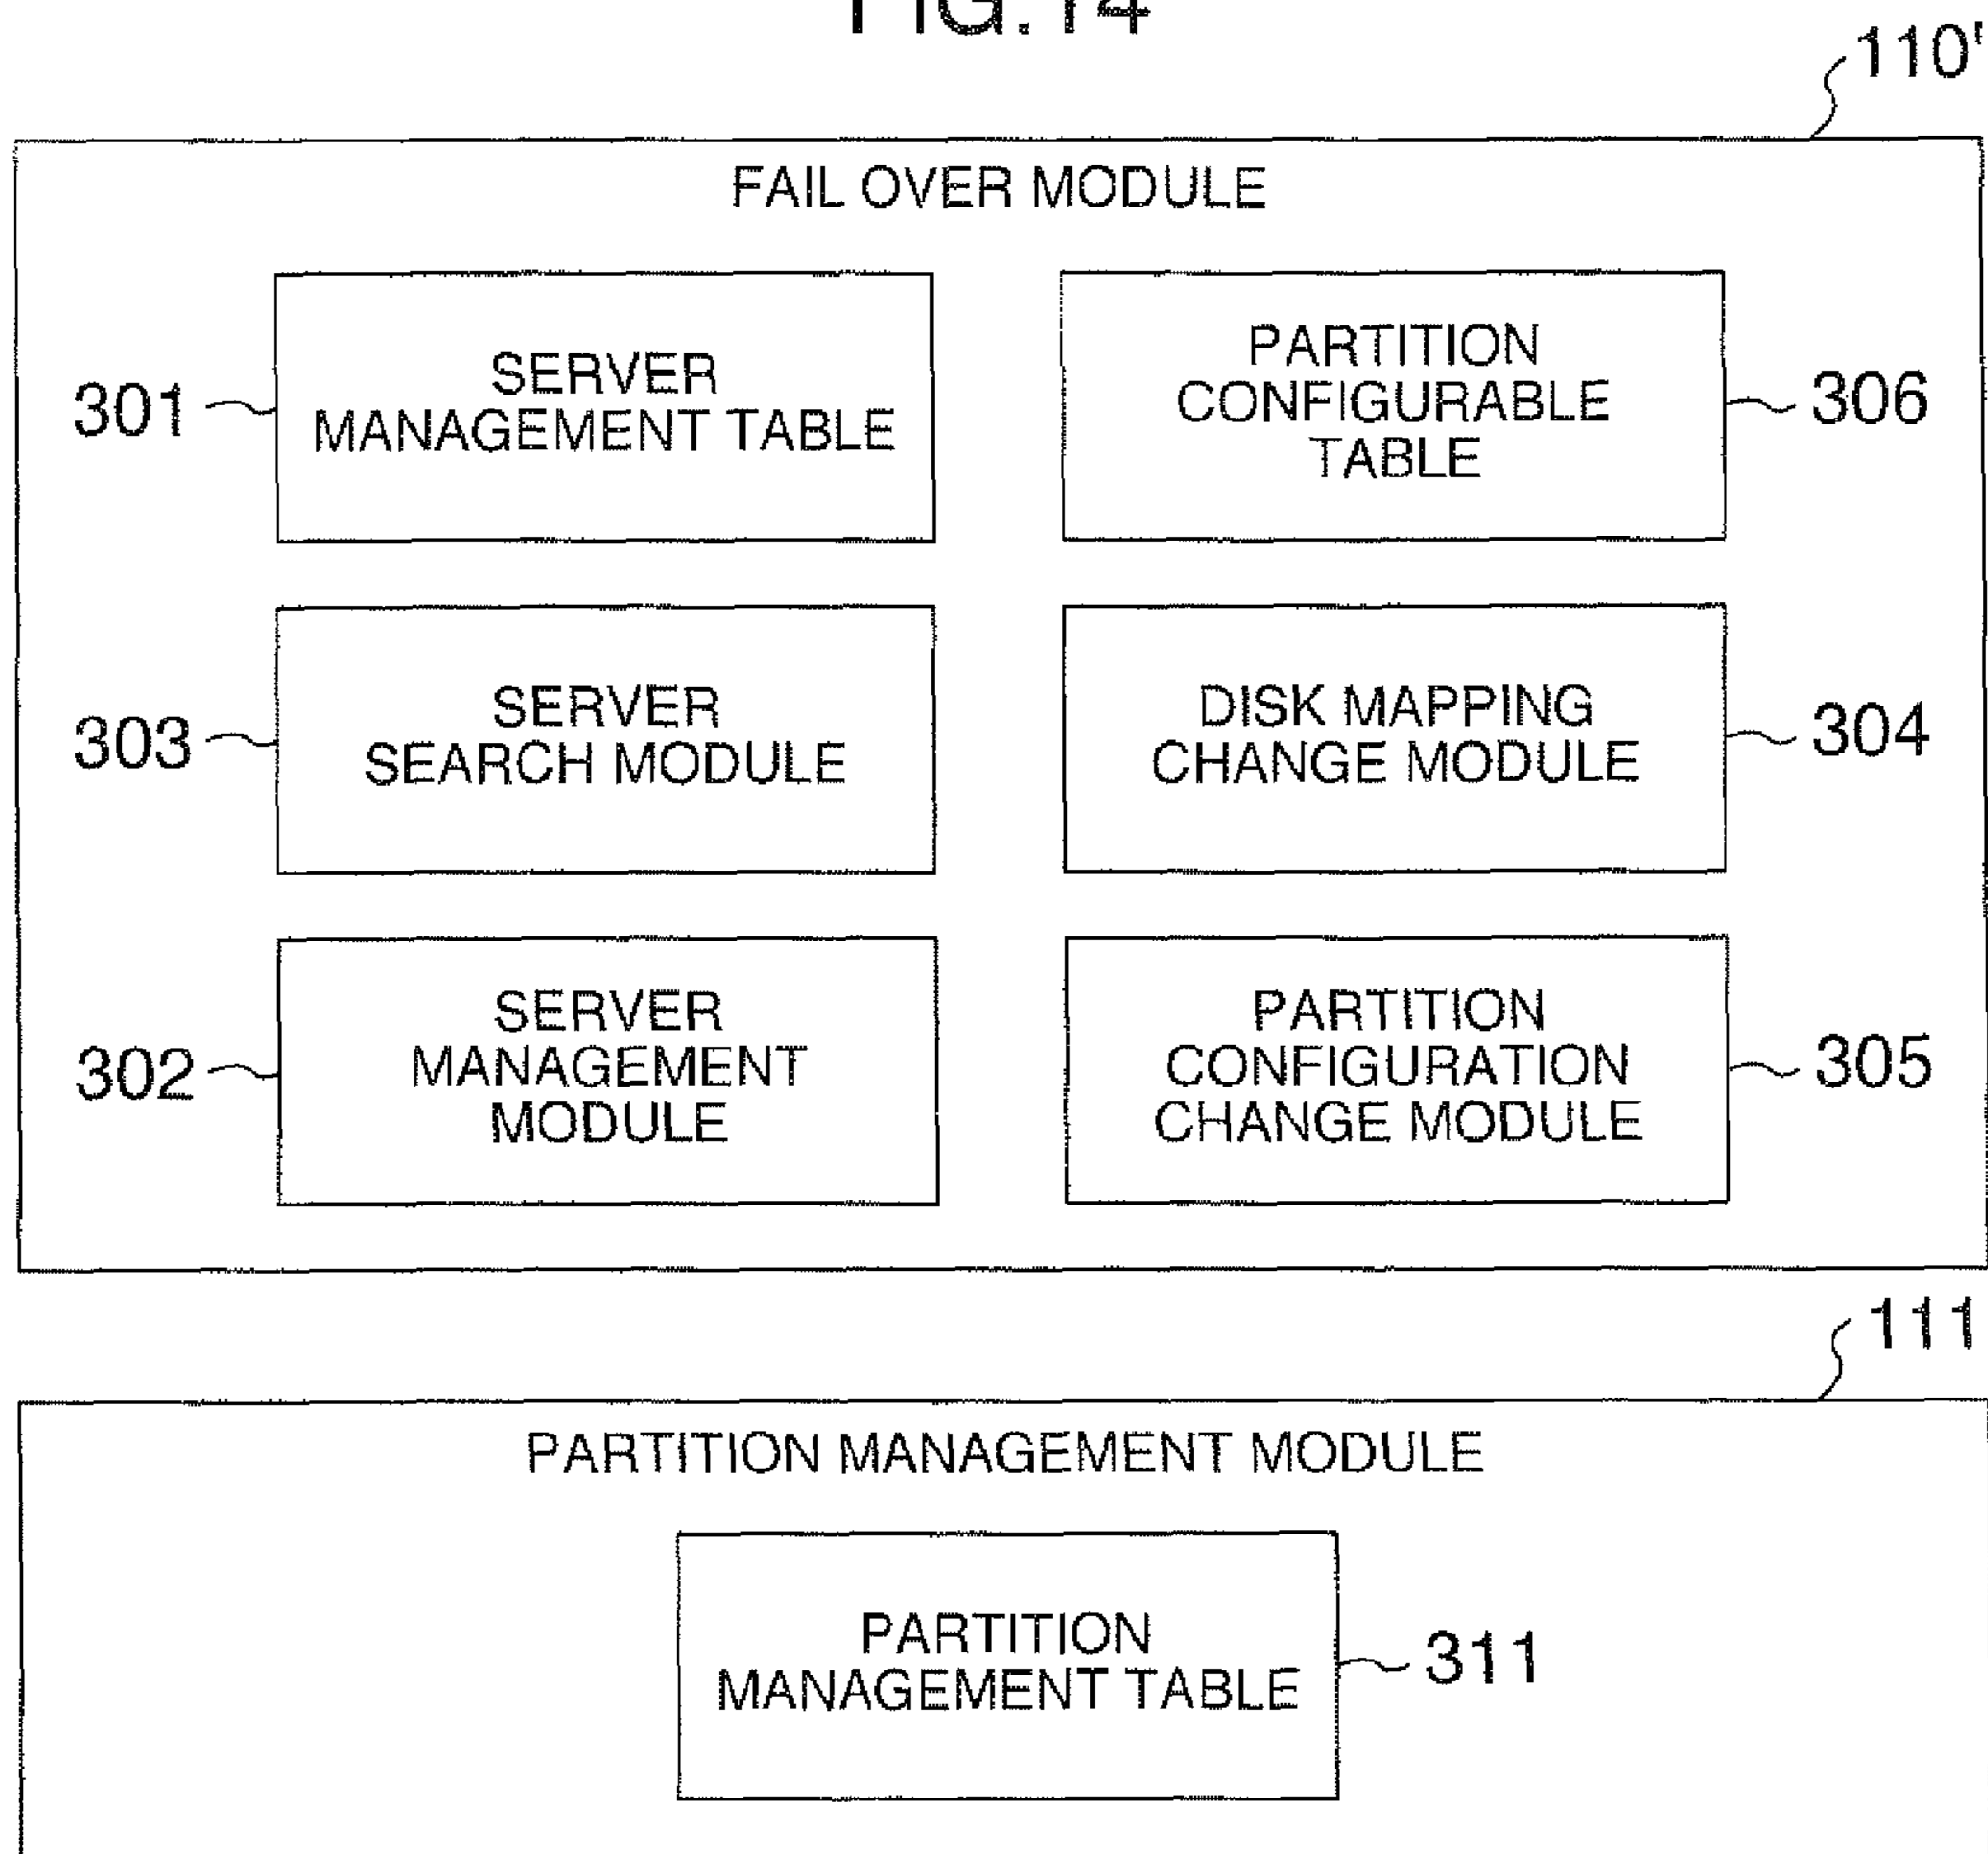 FIG.14
110'
FAIL OVER MODULE
301
SERVER
MANAGEMENT TABLE
PARTITION
CONFIGURABLE
TABLE
306
303
SERVER
SEARCH MODULE
DISK MAPPING
CHANGE MODULE
304
302
SERVER
MANAGEMENT
MODULE
PARTITION
CONFIGURATION
CHANGE MODULE
305
111
PARTITION MANAGEMENT MODULE
PARTITION
MANAGEMENT TABLE
311